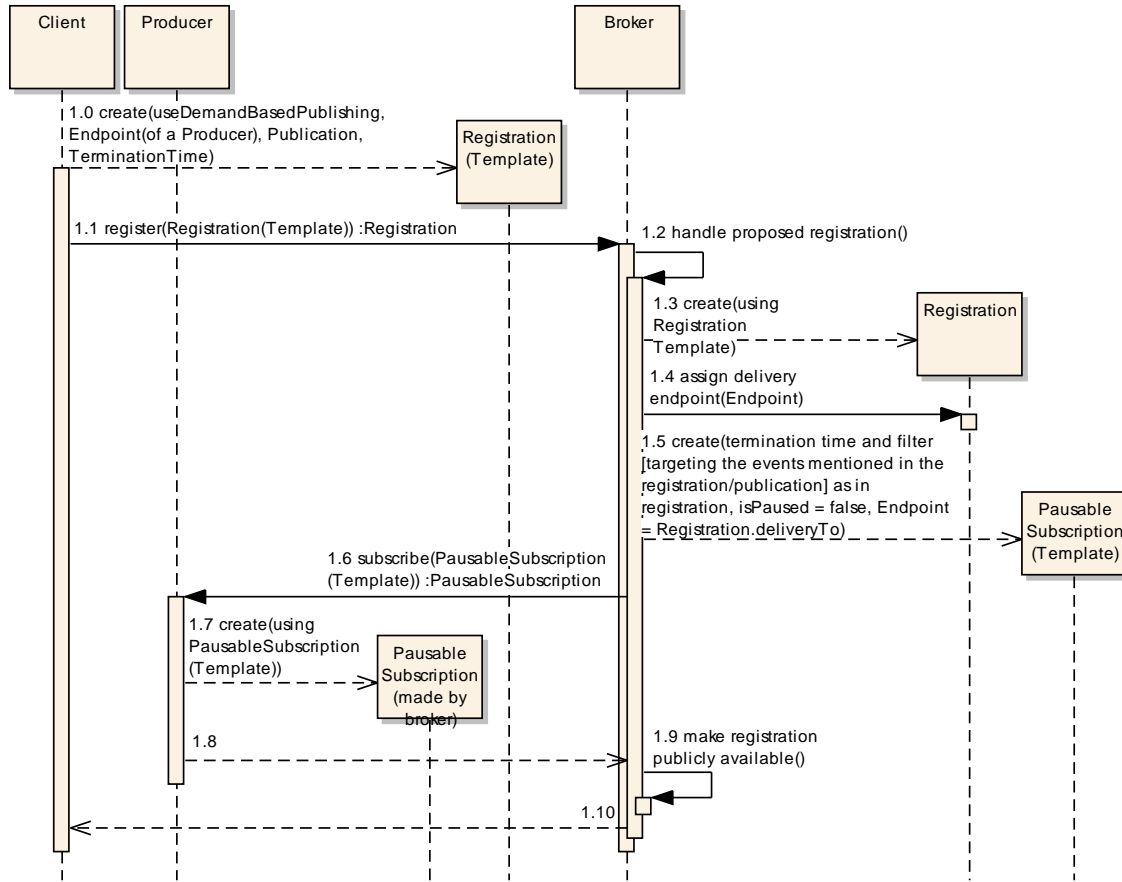 Client
Producer
Broker
1.0 create(useDemandBasedPublishing,
Endpoint(of a Producer), Publication,
TerminationTime)
Registration
(Template)
1.1 register(Registration(Template)) :Registration
1.2 handle proposed registration()
1.3 create(using
Registration
Template)
Registration
1.4 assign delivery
endpoint(Endpoint)
1.5 create(termination time and filter
[targeting the events mentioned in the
registration/publication] as in
registration, isPaused = false, Endpoint
= Registration.deliveryTo)
Pausable
Subscription
(Template)
1.6 subscribe(PausableSubscription
(Template)) :PausableSubscription
1.7 create(using
PausableSubscription
(Template))
Pausable
Subscription
(made by
broker)
1.8
1.9 make registration
publicly available()
1.10